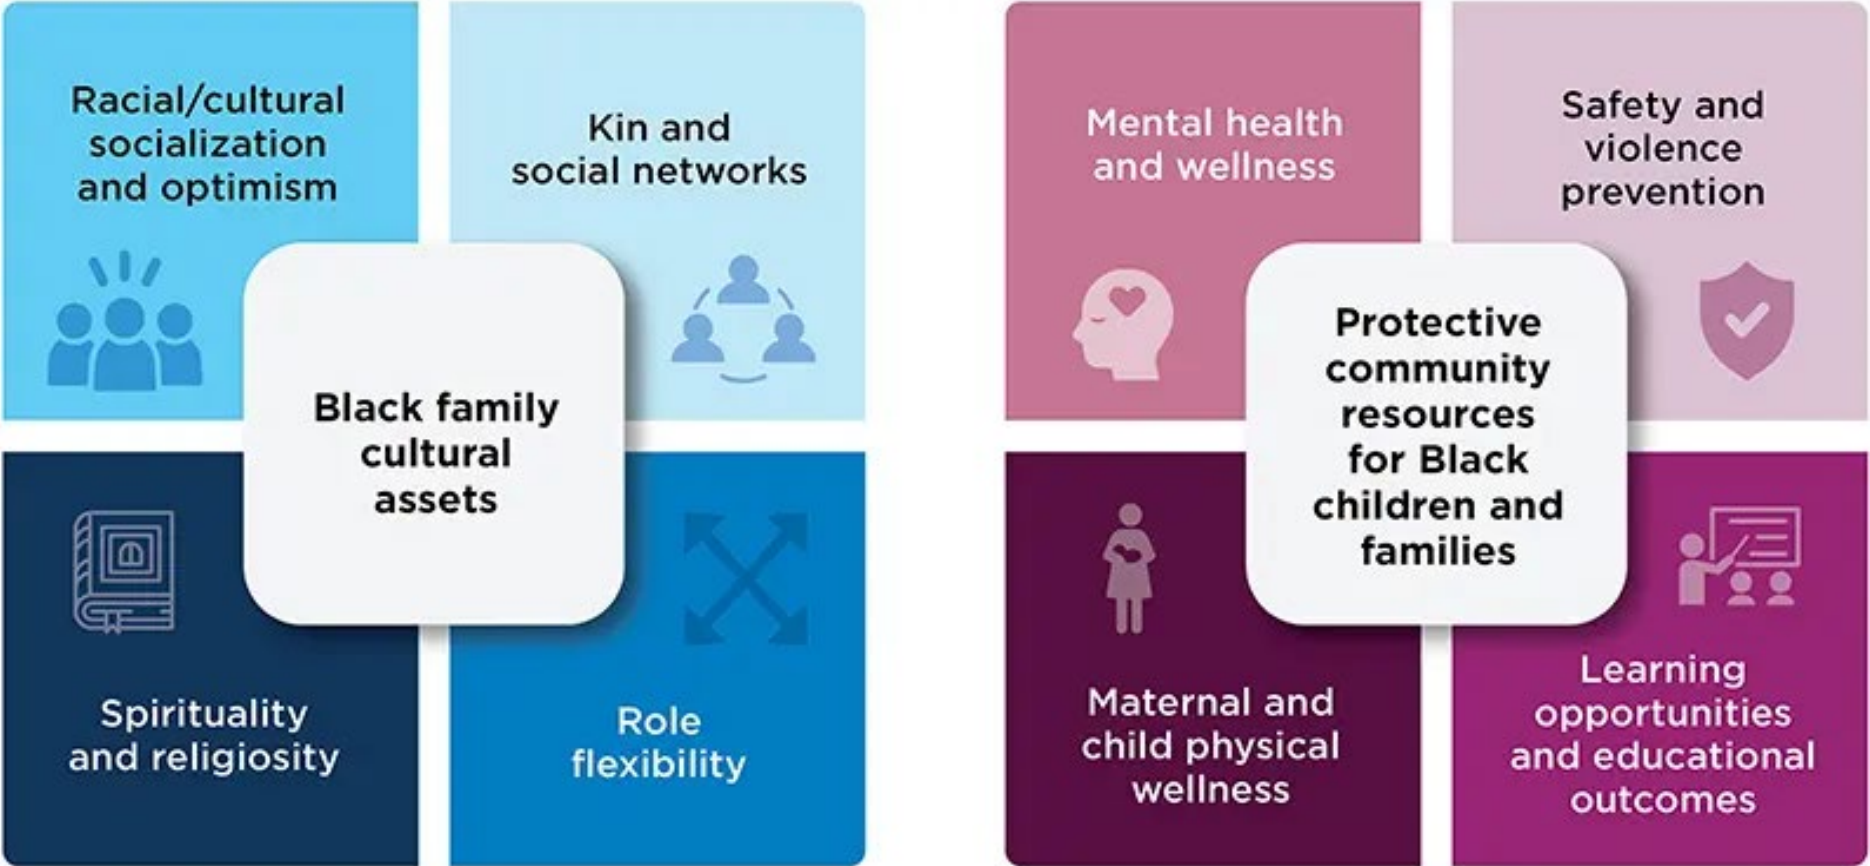 Racial/cultural
socialization
and optimism
Kin and
social networks
Black family
cultural
assets
Spirituality
and religiosity
Role
flexibility
Mental health
and wellness
Safety and
violence
prevention
Protective
community
resources
for Black
children and
families
Maternal and
child physical
wellness
Learning
opportunities
and educational
outcomes